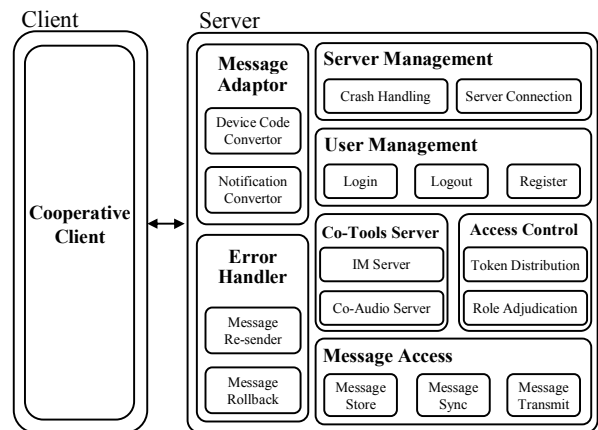 Client
Server
Cooperative
Client
Message
Adaptor
Device Code
Convertor
Notification
Convertor
Error
Handler
Message
Re-sender
Message
Rollback
Server Management
Crash Handling
Server Connection
User Management
Login
Logout
Register
Co-Tools Server
IM Server
Co-Audio Server
Access Control
Token Distribution
Role Adjudication
Message Access
Message
Store
Message
Sync
Message
Transmit